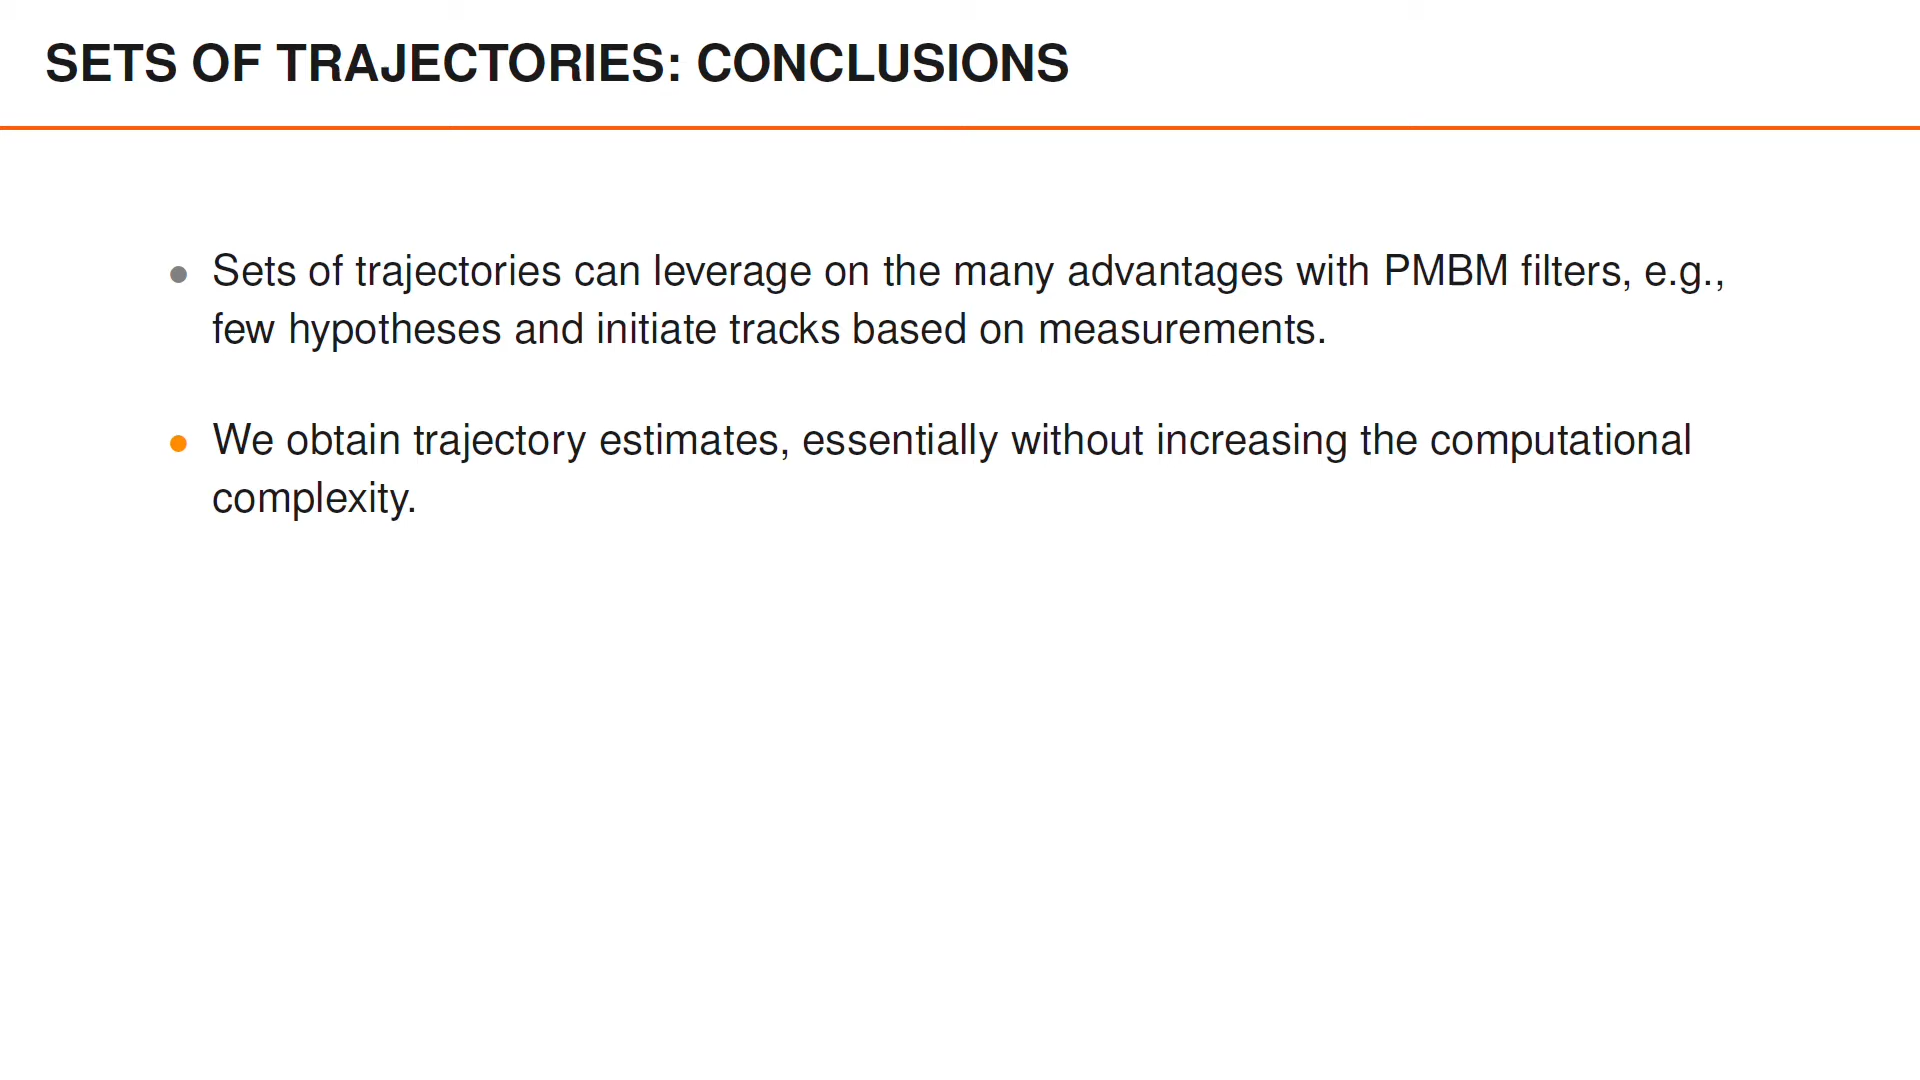 SETS OF TRAJECTORIES: CONCLUSIONS
Sets of trajectories can leverage on the many advantages with PMBM filters, e.g.,
few hypotheses and initiate tracks based on measurements.
We obtain trajectory estimates, essentially without increasing the computational
complexity.